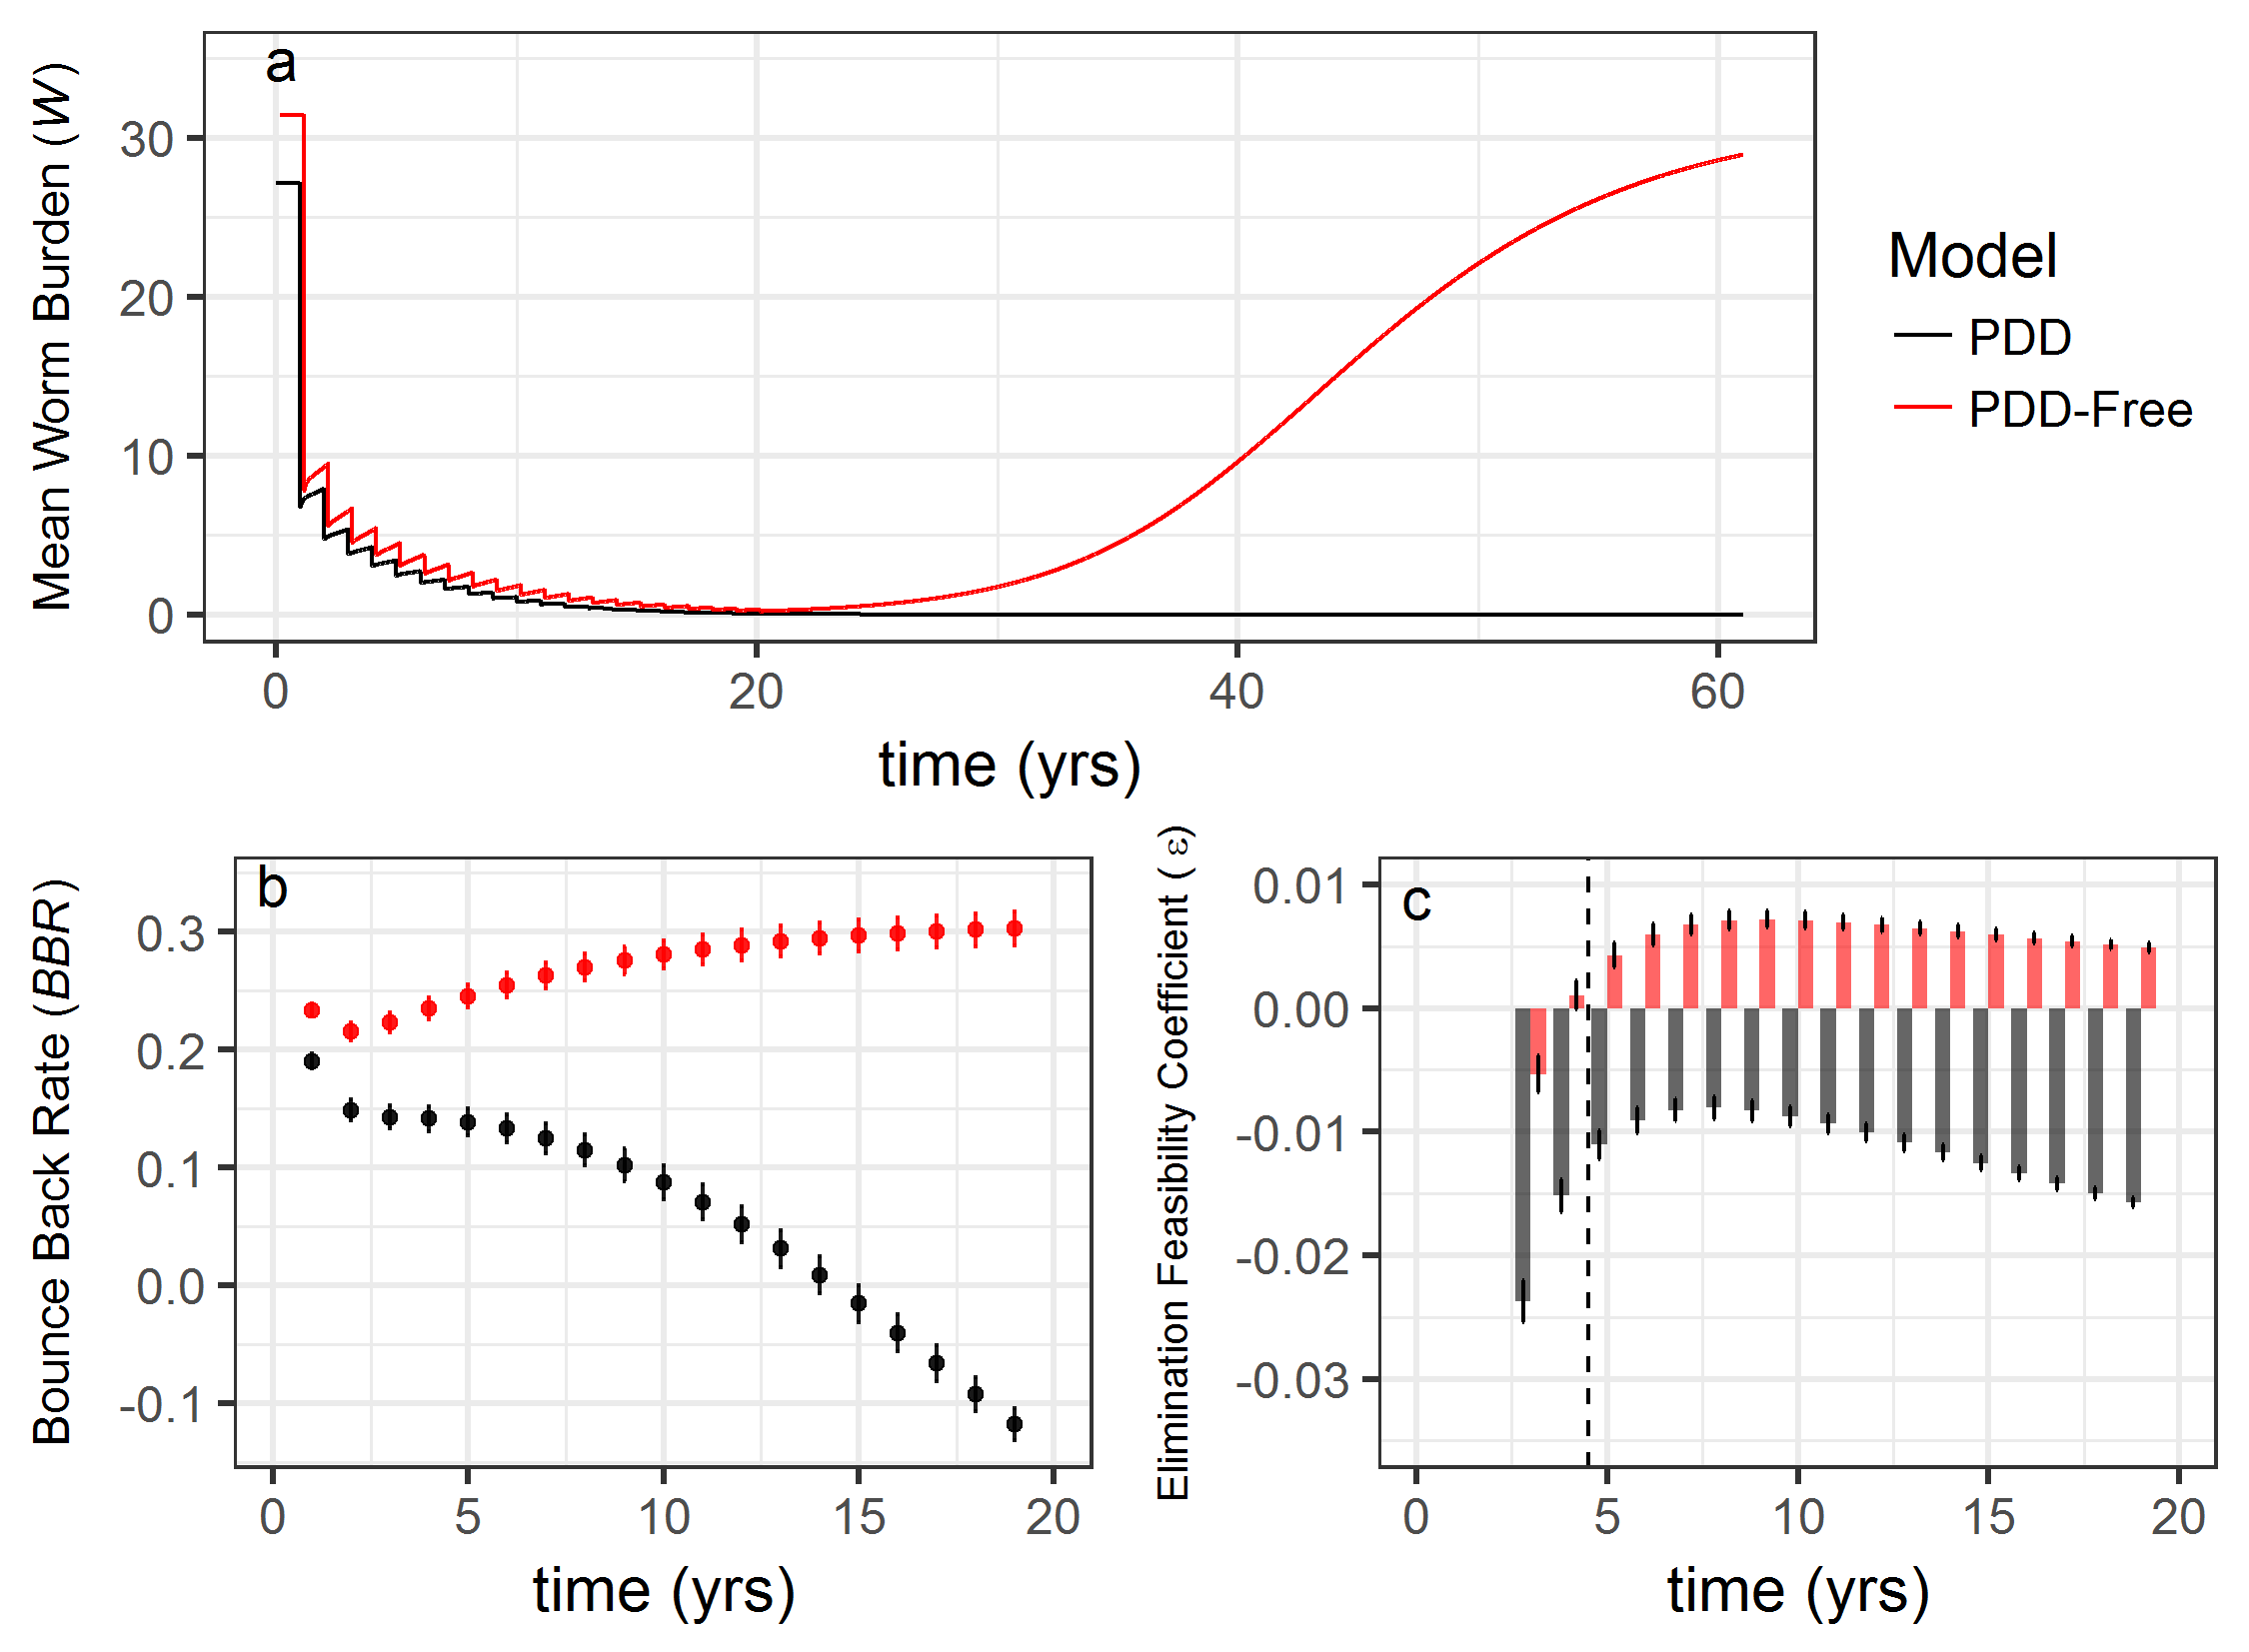 a
Mean Worm Burden (W)
30
20
10
0
0 20 40 60
time (yrs)
Model
PDD
PDD-Free
b
Bounce Back Rate (BBR)
0.3
0.2
0.1
0.0
-0.1
0 5 10 15 20
time (yrs)
c
Elimination Feasibility Coefficient ( ε)
0.01
0.00
-0.01
-0.02
-0.03
0 5 10 15 20
time (yrs)